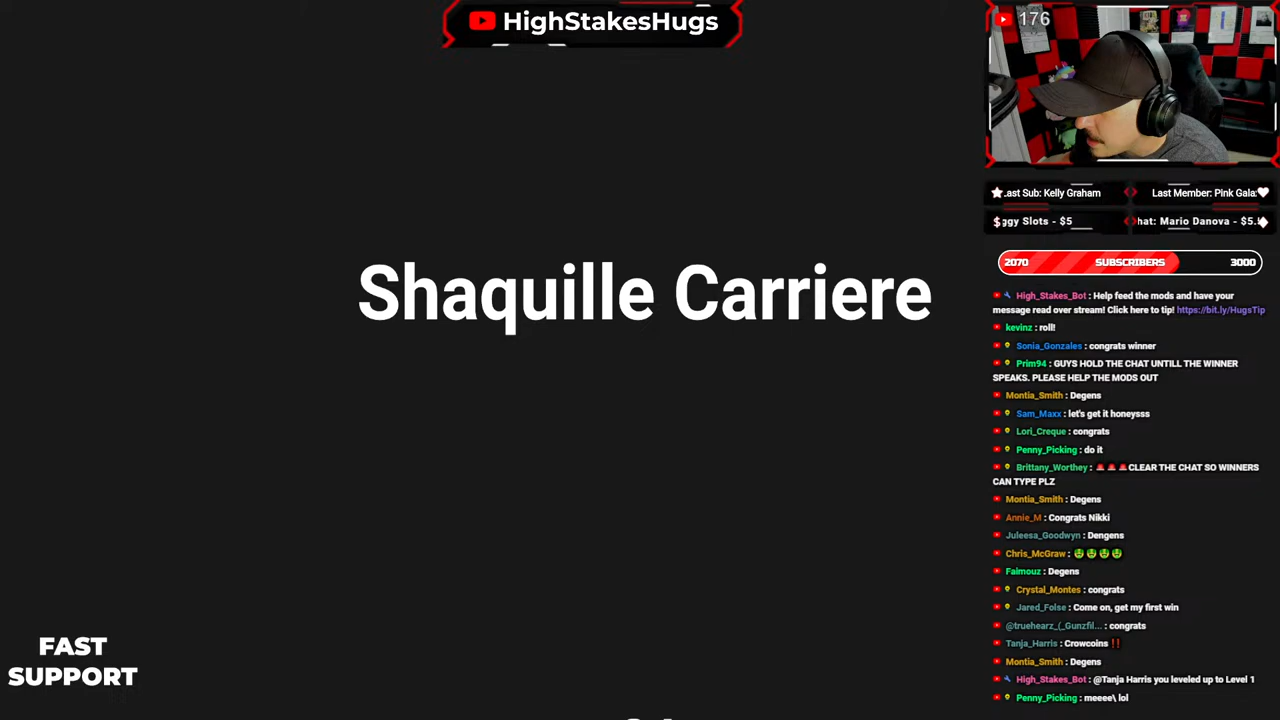 HighStakesHugs
176
Last Sub: Kelly Graham
Last Member: Pink Gala
ggy Slots - $5
hat: Mario Danova - $5.
2070 SUBSCRIBERS 3000
High_Stakes_Bot : Help feed the mods and have your
message read over stream! Click here to tip! https://bit.ly/HugsTip
kevinz : roll!
Sonia_Gonzales : congrats winner
Prim94 : GUYS HOLD THE CHAT UNTILL THE WINNER
SPEAKS. PLEASE HELP THE MODS OUT
Shaquille Carriere
Montia_Smith : Degens
Sam_Maxx : let's get it honeysss
Lori_Creque : congrats
Penny_Picking : do it
Brittany_Worthey : 🚨🚨🚨CLEAR THE CHAT SO WINNERS
CAN TYPE PLZ
Montia_Smith : Degens
Annie_M : Congrats Nikki
Juleesa_Goodwyn : Dengens
Chris_McGraw : 🤑🤑🤑🤑
Faimouz : Degens
Crystal_Montes : congrats
Jared_Folse : Come on, get my first win
@truehearz_(_Gunzfil... : congrats
Tanja_Harris : Crowcoins ‼️
Montia_Smith : Degens
High_Stakes_Bot : @Tanja Harris you leveled up to Level 1
Penny_Picking : meeee\ lol
FAST
SUPPORT